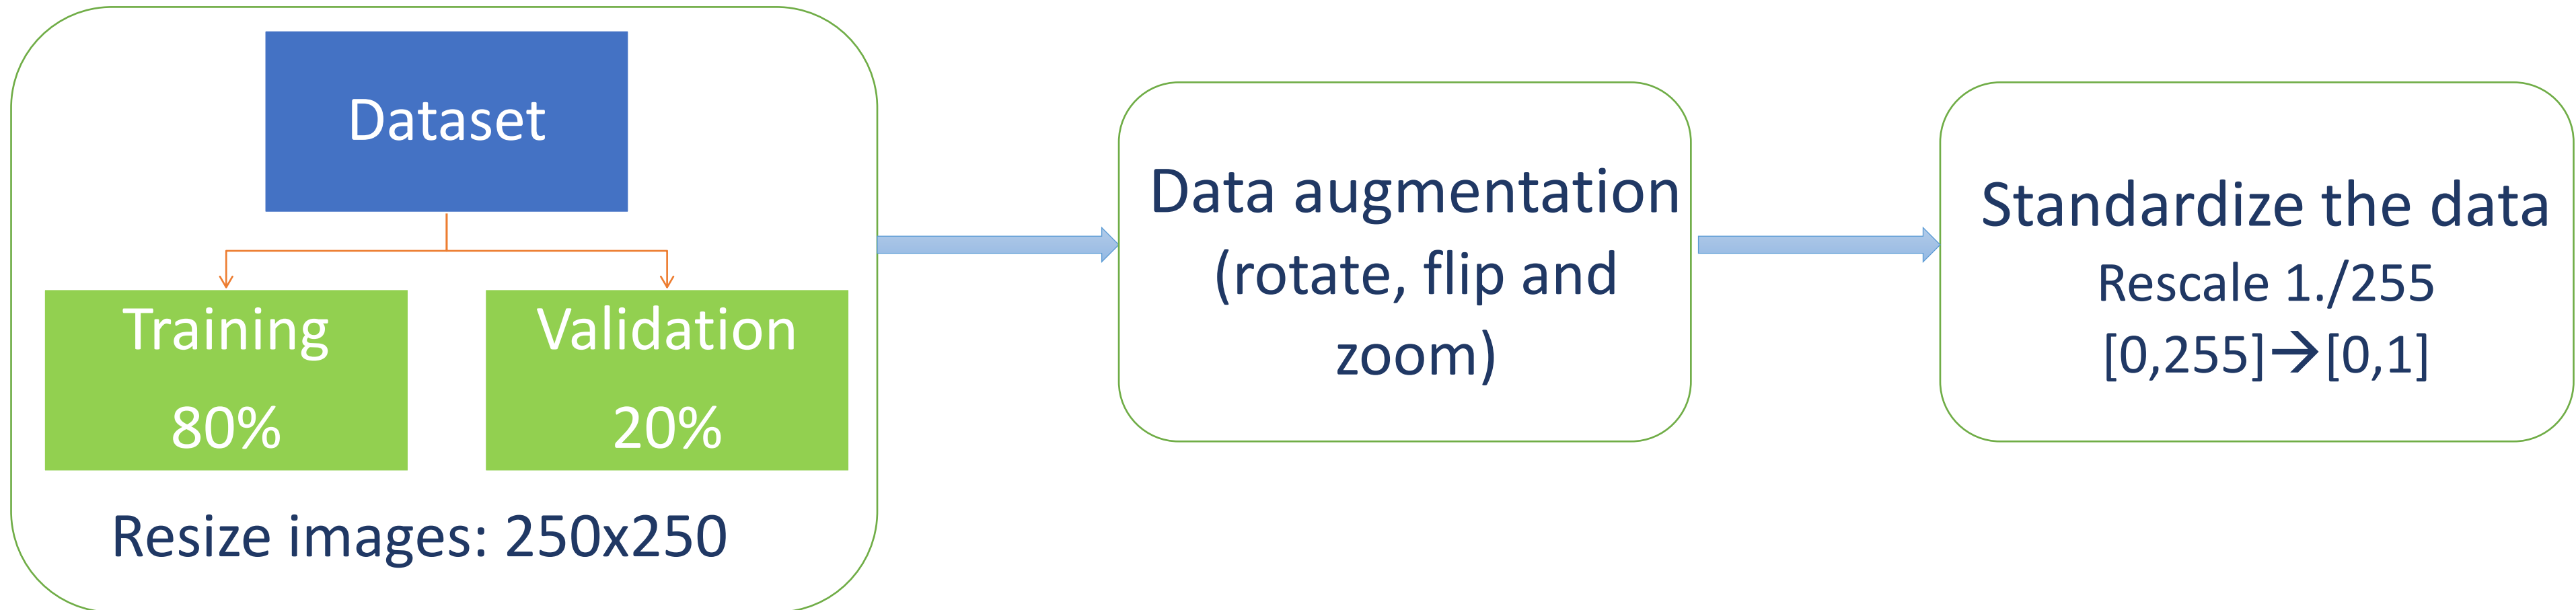 Dataset
Training
80%
Validation
20%
Resize images: 250x250
Data augmentation
(rotate, flip and
zoom)
Standardize the data
Rescale 1./255
[0,255]→[0,1]